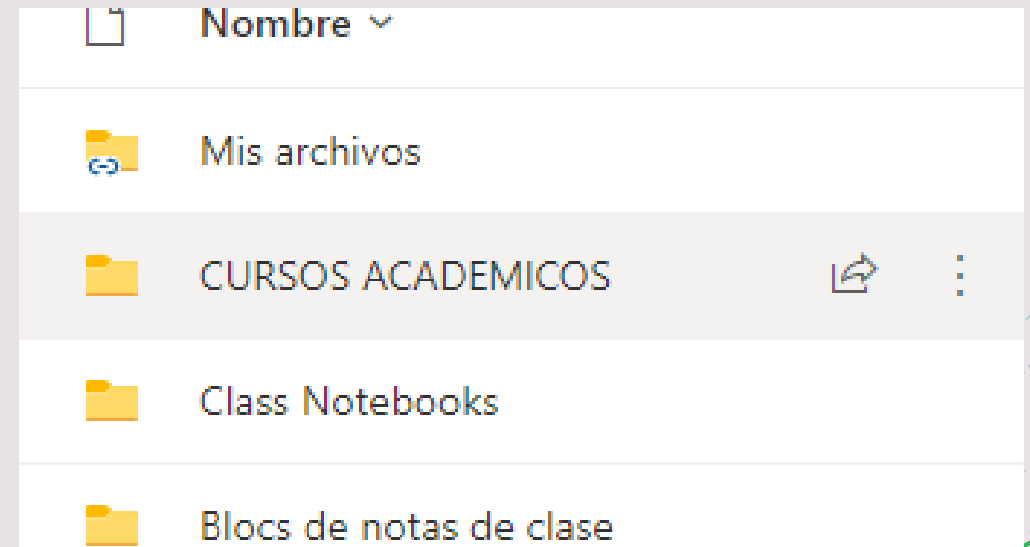 Nombre
Mis archivos
CURSOS ACADEMICOS
Class Notebooks
Blocs de notas de clase